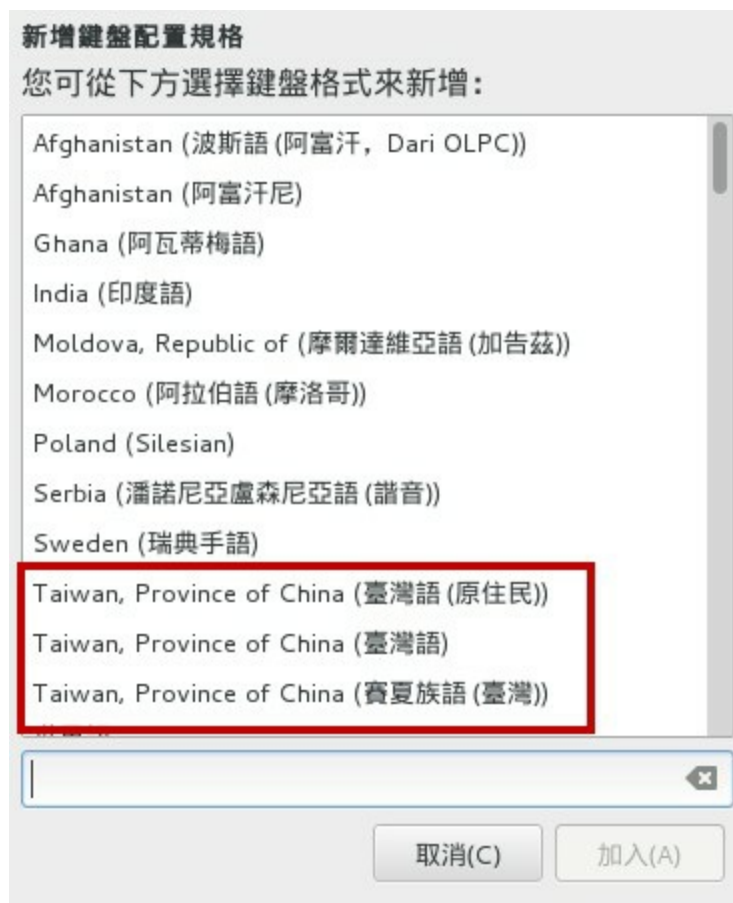 新增鍵盤配置規格
您可從下方選擇鍵盤格式來新增：
Afghanistan (波斯語 (阿富汗，Dari OLPC))
Afghanistan (阿富汗尼)
Ghana (阿瓦蒂梅語)
India (印度語)
Moldova, Republic of (摩爾達維亞語 (加告茲))
Morocco (阿拉伯語 (摩洛哥))
Poland (Silesian)
Serbia (潘諾尼亞盧森尼亞語 (諧音))
Sweden (瑞典手語)
Taiwan, Province of China (臺灣語 (原住民))
Taiwan, Province of China (臺灣語)
Taiwan, Province of China (賽夏族語 (臺灣))
取消(C)
加入(A)